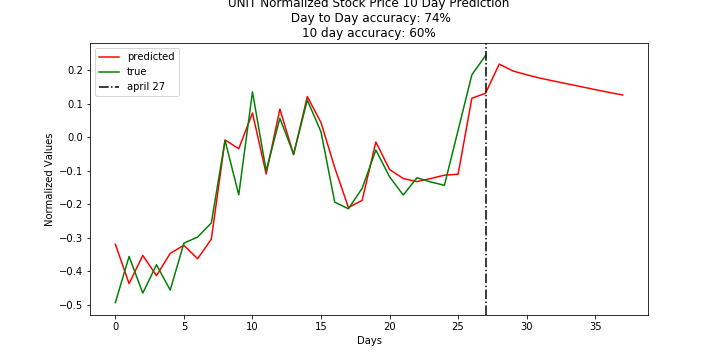 UNIT Normalized Stock Price 10 Day Prediction
Day to Day accuracy: 74%
10 day accuracy: 60%
predicted
true
april 27
Normalized Values
0.2
0.1
0.0
−0.1
−0.2
−0.3
−0.4
−0.5
0
5
10
15
20
25
30
35
Days